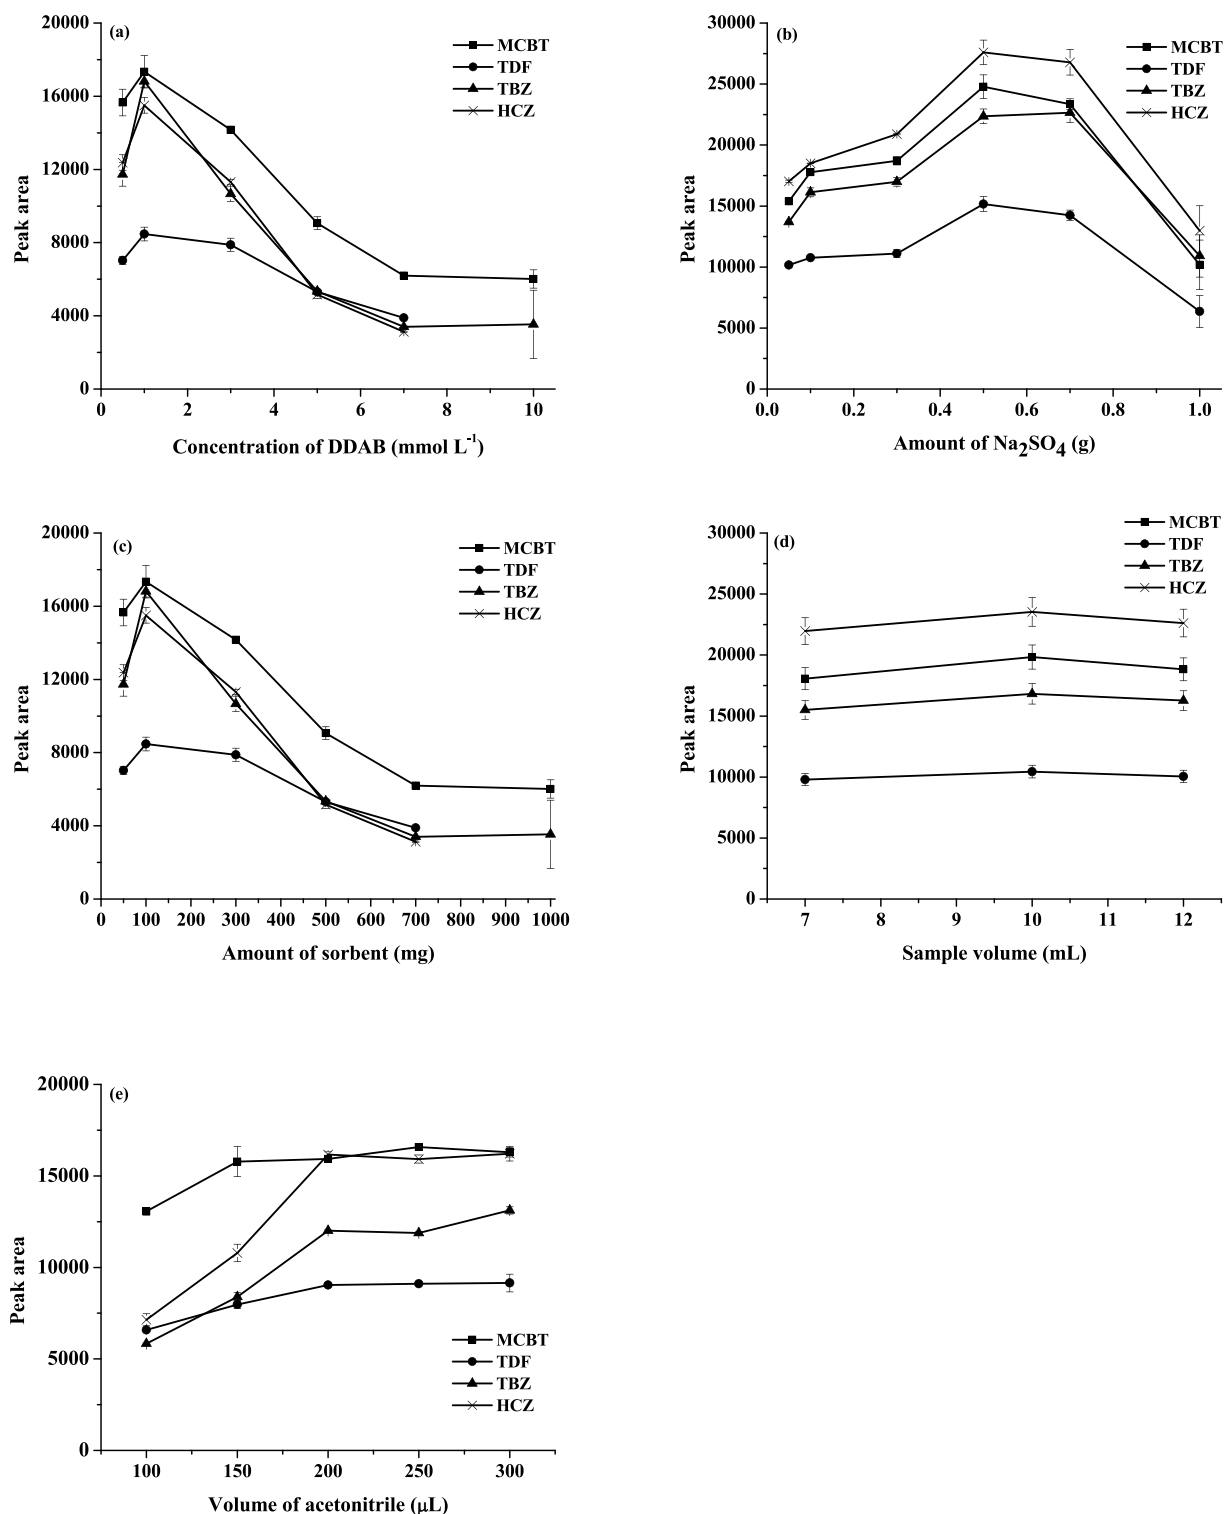 (a)
MCBT
TDF
TBZ
HCZ
20000
16000
12000
8000
4000
0
Peak area
0 2 4 6 8 10
Concentration of DDAB (mmol L⁻¹)
(b)
MCBT
TDF
TBZ
HCZ
30000
25000
20000
15000
10000
5000
0
Peak area
0.0 0.2 0.4 0.6 0.8 1.0
Amount of Na₂SO₄ (g)
(c)
MCBT
TDF
TBZ
HCZ
20000
16000
12000
8000
4000
0
Peak area
0 100 200 300 400 500 600 700 800 900 1000
Amount of sorbent (mg)
(d)
MCBT
TDF
TBZ
HCZ
30000
25000
20000
15000
10000
5000
0
Peak area
7 8 9 10 11 12
Sample volume (mL)
(e)
20000
15000
10000
5000
0
Peak area
MCBT
TDF
TBZ
HCZ
100 150 200 250 300
Volume of acetonitrile (μL)